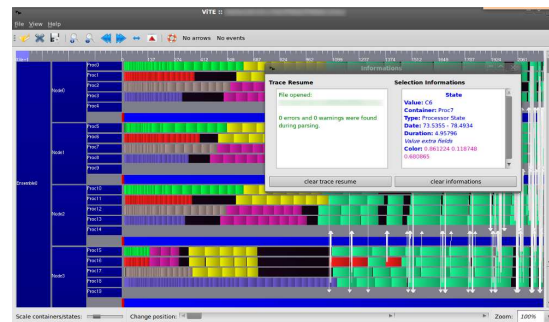 ViTE ::
File View Help
No arrows No events
Informations
Trace Resume
Selection Informations
File opened:
0 errors and 0 warnings were found
during parsing.
State
Value: C6
Container: Proc7
Type: Processor State
Date: 73.5355 - 78.4934
Duration: 4.95796
Value extra fields
Color: 0.861224 0.118748
0.600865
clear trace resume
clear informations
Node0
Proc0
Proc1
Proc2
Proc3
Proc4
Node1
Proc5
Proc6
Proc7
Proc8
Proc9
Ensemble0
Node2
Proc10
Proc11
Proc12
Proc13
Proc14
Node3
Proc15
Proc16
Proc17
Proc18
Proc19
Scale containers/states:
Change position:
Zoom: 100%